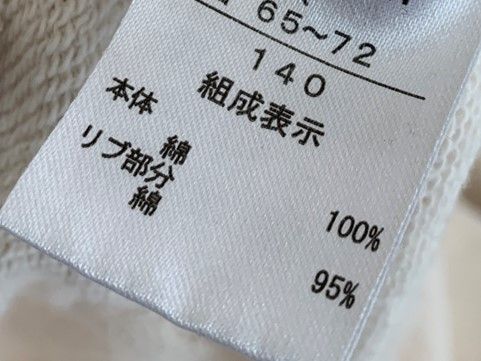 65~72
140
組成表示
本体
綿 100%
リブ部分
綿 95%